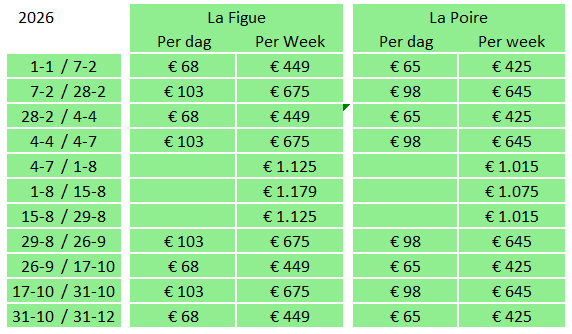 2026 La Figue La Poire
Per dag Per Week Per dag Per week
1-1 / 7-2 € 68 € 449 € 65 € 425
7-2 / 28-2 € 103 € 675 € 98 € 645
28-2 / 4-4 € 68 € 449 € 65 € 425
4-4 / 4-7 € 103 € 675 € 98 € 645
4-7 / 1-8 € 1.125 € 1.015
1-8 / 15-8 € 1.179 € 1.075
15-8 / 29-8 € 1.125 € 1.015
29-8 / 26-9 € 103 € 675 € 98 € 645
26-9 / 17-10 € 68 € 449 € 65 € 425
17-10 / 31-10 € 103 € 675 € 98 € 645
31-10 / 31-12 € 68 € 449 € 65 € 425